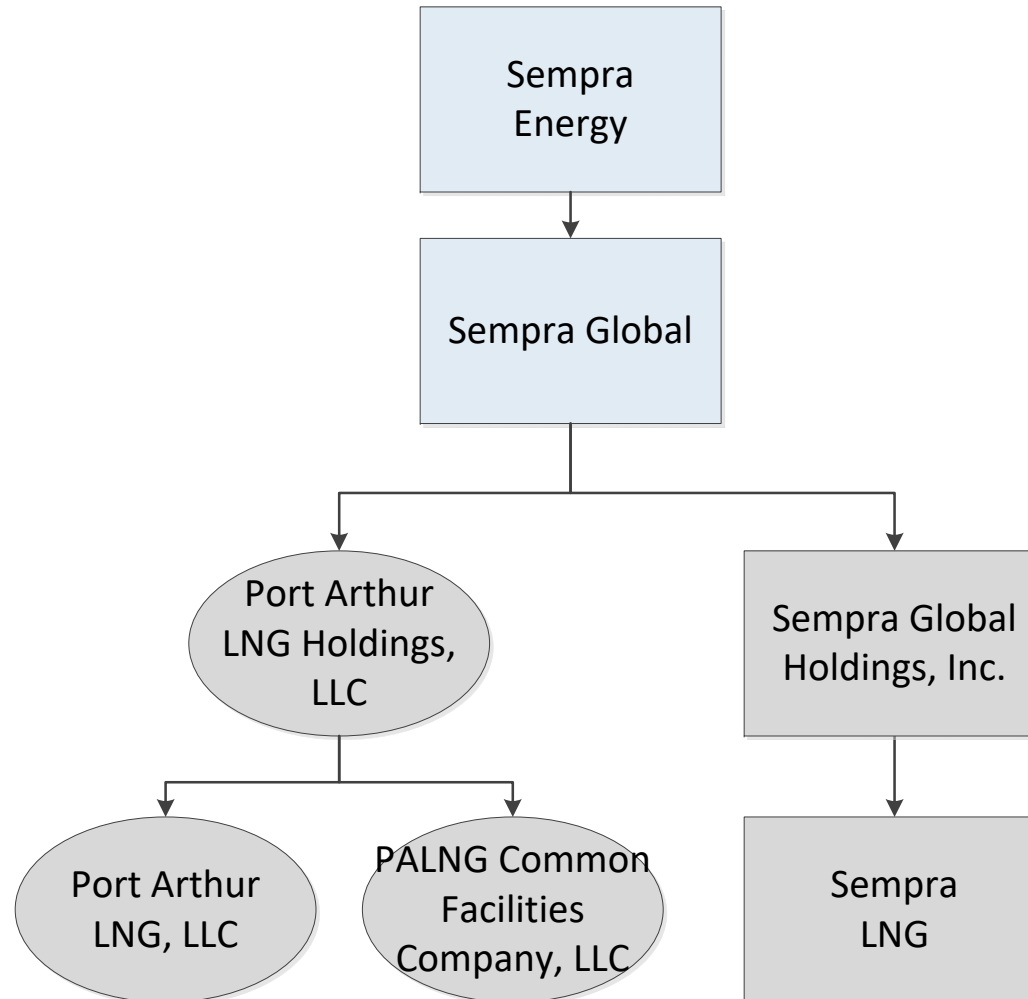 Sempra
Energy
Sempra Global
Port Arthur
LNG Holdings,
LLC
Sempra Global
Holdings, Inc.
Port Arthur
LNG, LLC
PALNG Common
Facilities
Company, LLC
Sempra
LNG